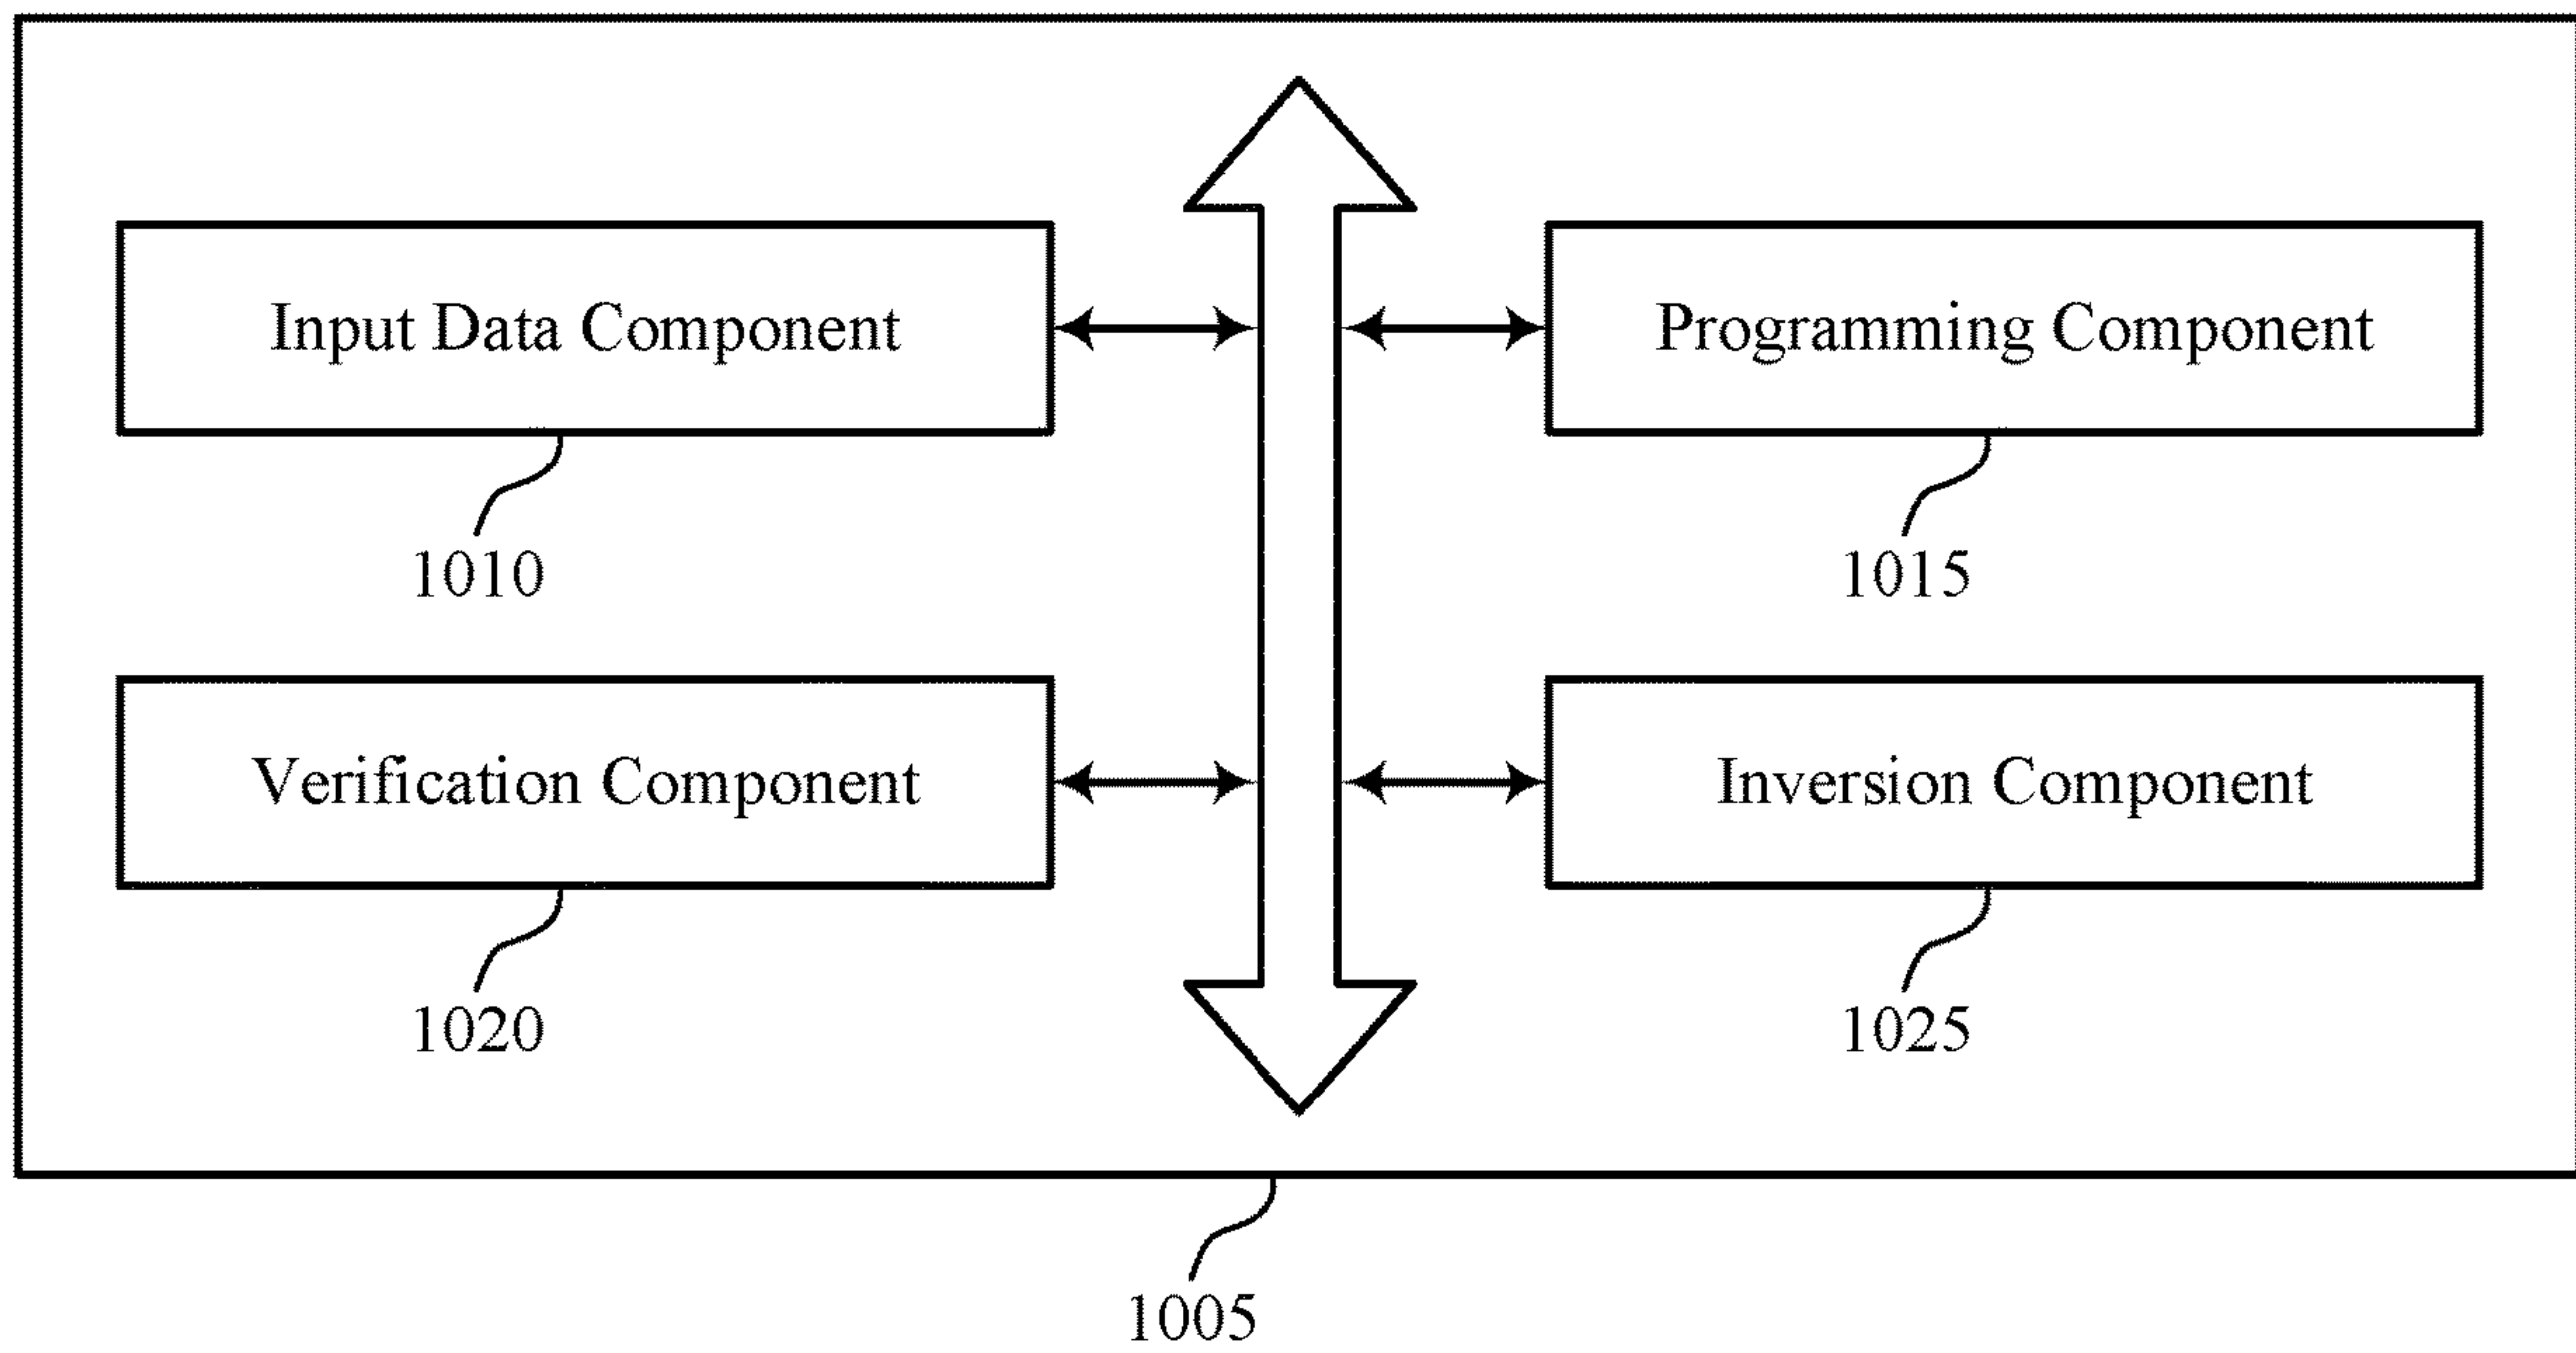 Input Data Component
Programming Component
1010
1015
Verification Component
Inversion Component
1020
1025
1005